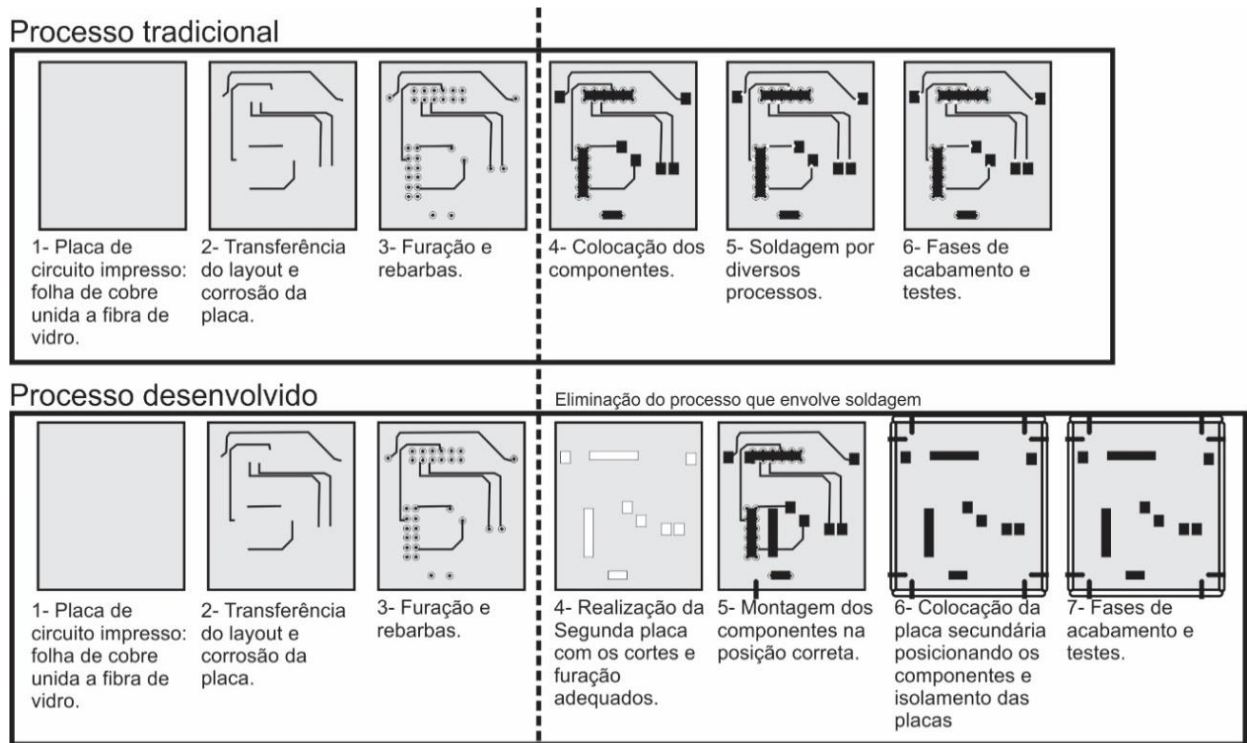 Processo tradicional
1- Placa de
circuito impresso:
folha de cobre
unida a fibra de
vidro.
2- Transferência
do layout e
corrosão da
placa.
3- Furação e
rebarbas.
4- Colocação dos
componentes.
5- Soldagem por
diversos
processos.
6- Fases de
acabamento e
testes.
Processo desenvolvido
Eliminação do processo que envolve soldagem
1- Placa de
circuito impresso:
folha de cobre
unida a fibra de
vidro.
2- Transferência
do layout e
corrosão da
placa.
3- Furação e
rebarbas.
4- Realização da
Segunda placa
com os cortes e
furação
adequados.
5- Montagem dos
componentes na
posição correta.
6- Colocação da
placa secundária
posicionando os
componentes e
isolamento das
placas
7- Fases de
acabamento e
testes.